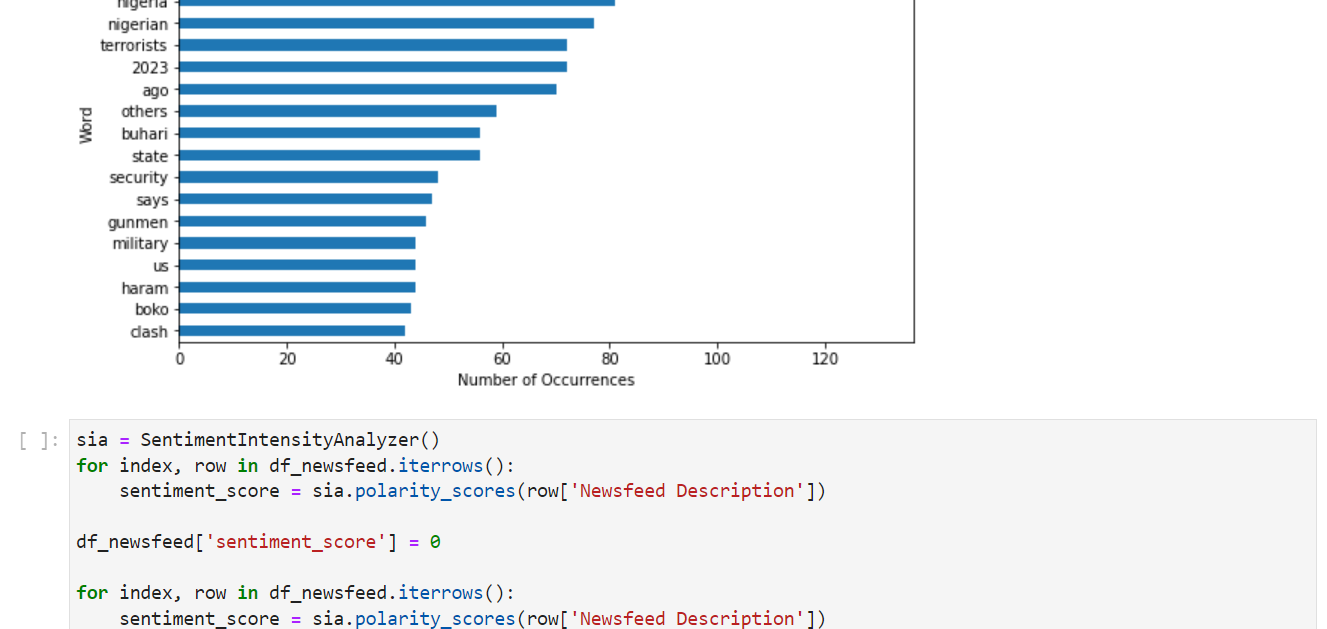 nigeria
nigerian
terrorists
2023
ago
others
buhari
state
security
says
gunmen
military
us
haram
boko
clash
Word
0 20 40 60 80 100 120
Number of Occurrences
[ ]: sia = SentimentIntensityAnalyzer()
for index, row in df_newsfeed.iterrows():
    sentiment_score = sia.polarity_scores(row['Newsfeed Description'])
df_newsfeed['sentiment_score'] = 0
for index, row in df_newsfeed.iterrows():
    sentiment_score = sia.polarity_scores(row['Newsfeed Description'])